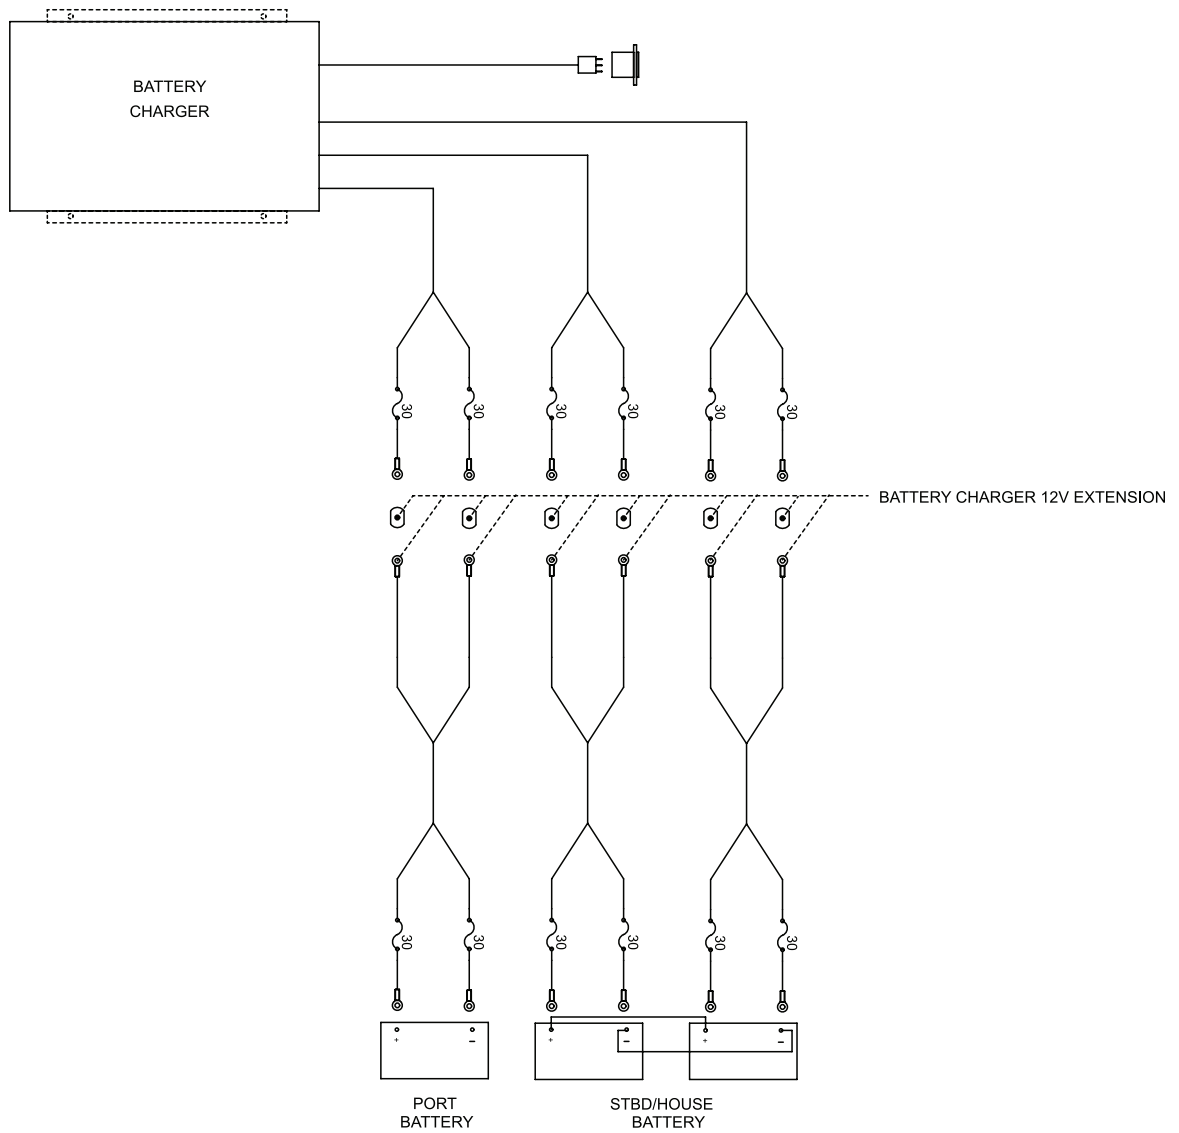 BATTERY
CHARGER
30 30 30 30 30 30
BATTERY CHARGER 12V EXTENSION
30 30 30 30 30 30
+ − + − + −
PORT
BATTERY
STBD/HOUSE
BATTERY